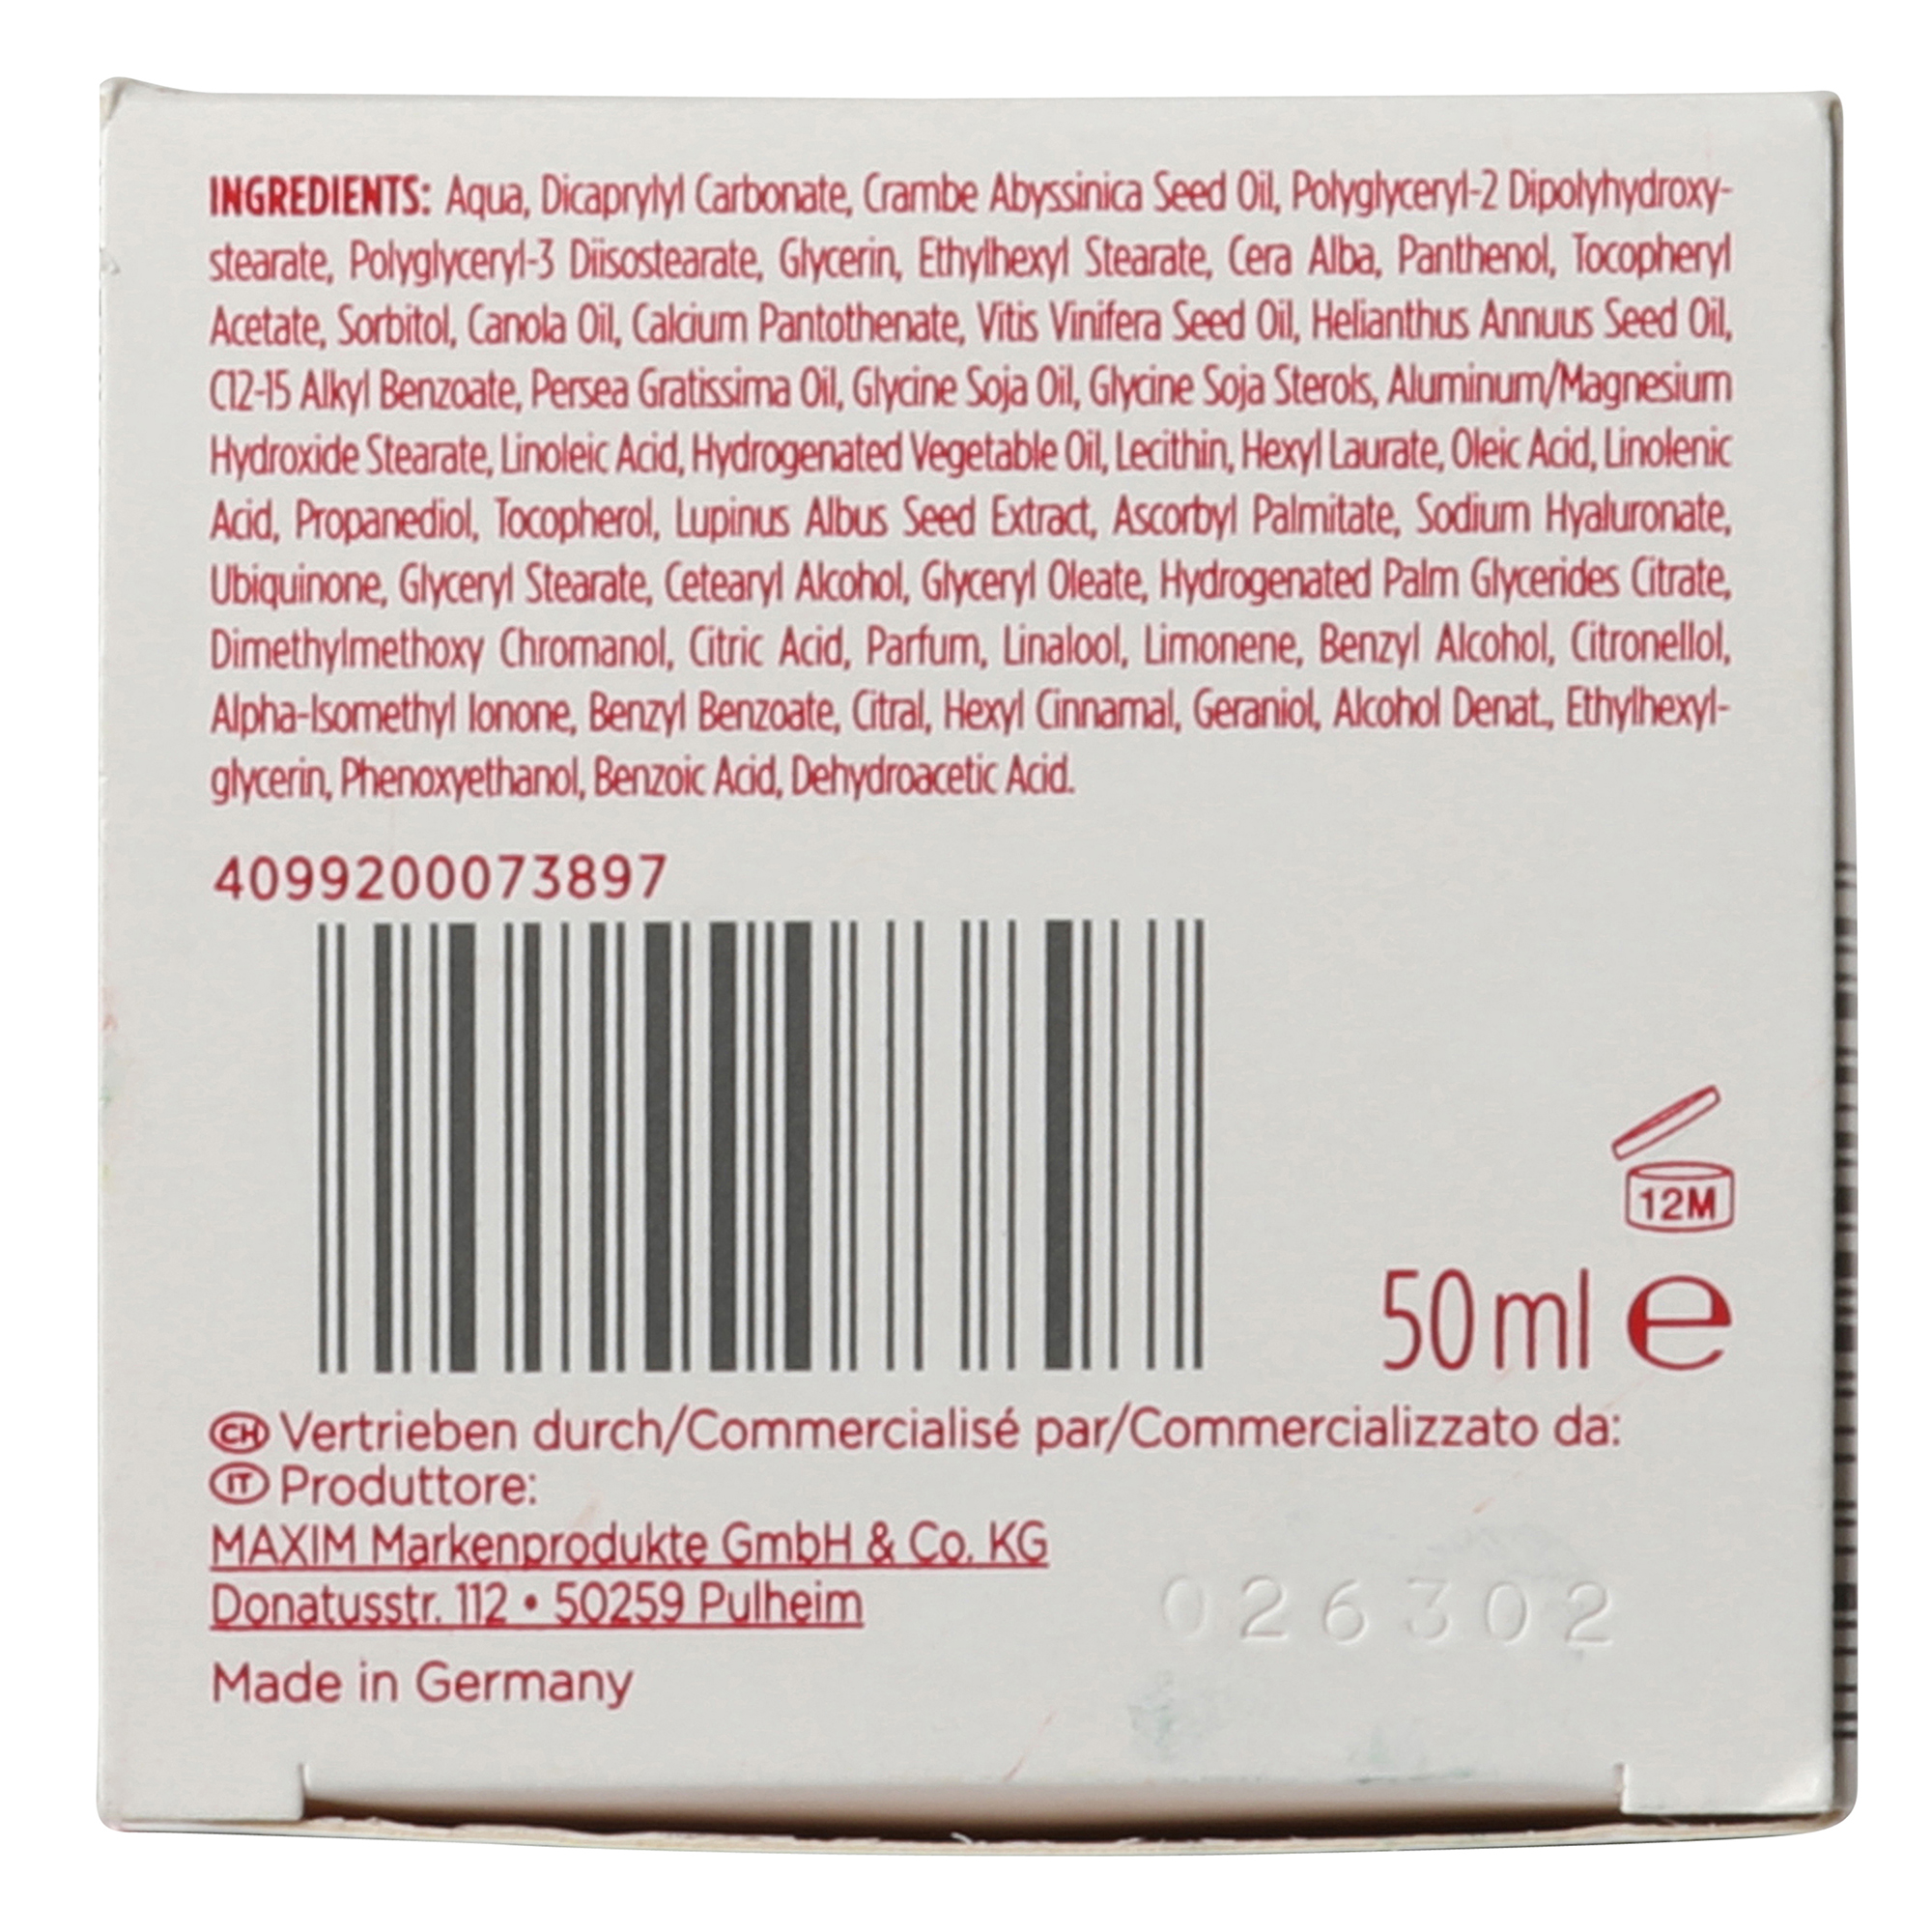 INGREDIENTS: Aqua, Dicaprylyl Carbonate, Crambe Abyssinica Seed Oil, Polyglyceryl-2 Dipolyhydroxy-
stearate, Polyglyceryl-3 Diisostearate, Glycerin, Ethylhexyl Stearate, Cera Alba, Panthenol, Tocopheryl
Acetate, Sorbitol, Canola Oil, Calcium Pantothenate, Vitis Vinifera Seed Oil, Helianthus Annuus Seed Oil,
C12-15 Alkyl Benzoate, Persea Gratissima Oil, Glycine Soja Oil, Glycine Soja Sterols, Aluminum/Magnesium
Hydroxide Stearate, Linoleic Acid, Hydrogenated Vegetable Oil, Lecithin, Hexyl Laurate, Oleic Acid, Linolenic
Acid, Propanediol, Tocopherol, Lupinus Albus Seed Extract, Ascorbyl Palmitate, Sodium Hyaluronate,
Ubiquinone, Glyceryl Stearate, Cetearyl Alcohol, Glyceryl Oleate, Hydrogenated Palm Glycerides Citrate,
Dimethylmethoxy Chromanol, Citric Acid, Parfum, Linalool, Limonene, Benzyl Alcohol, Citronellol,
Alpha-Isomethyl Ionone, Benzyl Benzoate, Citral, Hexyl Cinnamal, Geraniol, Alcohol Denat., Ethylhexyl-
glycerin, Phenoxyethanol, Benzoic Acid, Dehydroacetic Acid.
4099200073897
12M
50 ml e
CH Vertrieben durch/Commercialisé par/Commercializzato da:
IT Produttore:
MAXIM Markenprodukte GmbH & Co. KG
Donatusstr. 112 • 50259 Pulheim
026302
Made in Germany